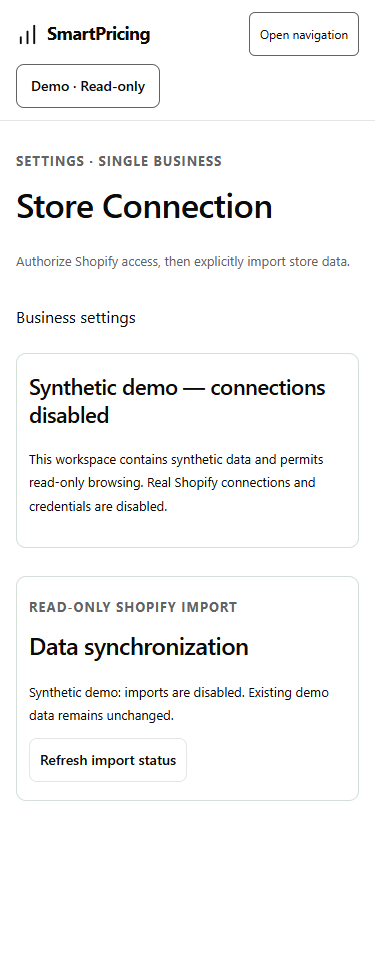 SmartPricing
Open navigation
Demo · Read-only
SETTINGS · SINGLE BUSINESS
Store Connection
Authorize Shopify access, then explicitly import store data.
Business settings
Synthetic demo — connections
disabled
This workspace contains synthetic data and permits
read-only browsing. Real Shopify connections and
credentials are disabled.
READ-ONLY SHOPIFY IMPORT
Data synchronization
Synthetic demo: imports are disabled. Existing demo
data remains unchanged.
Refresh import status